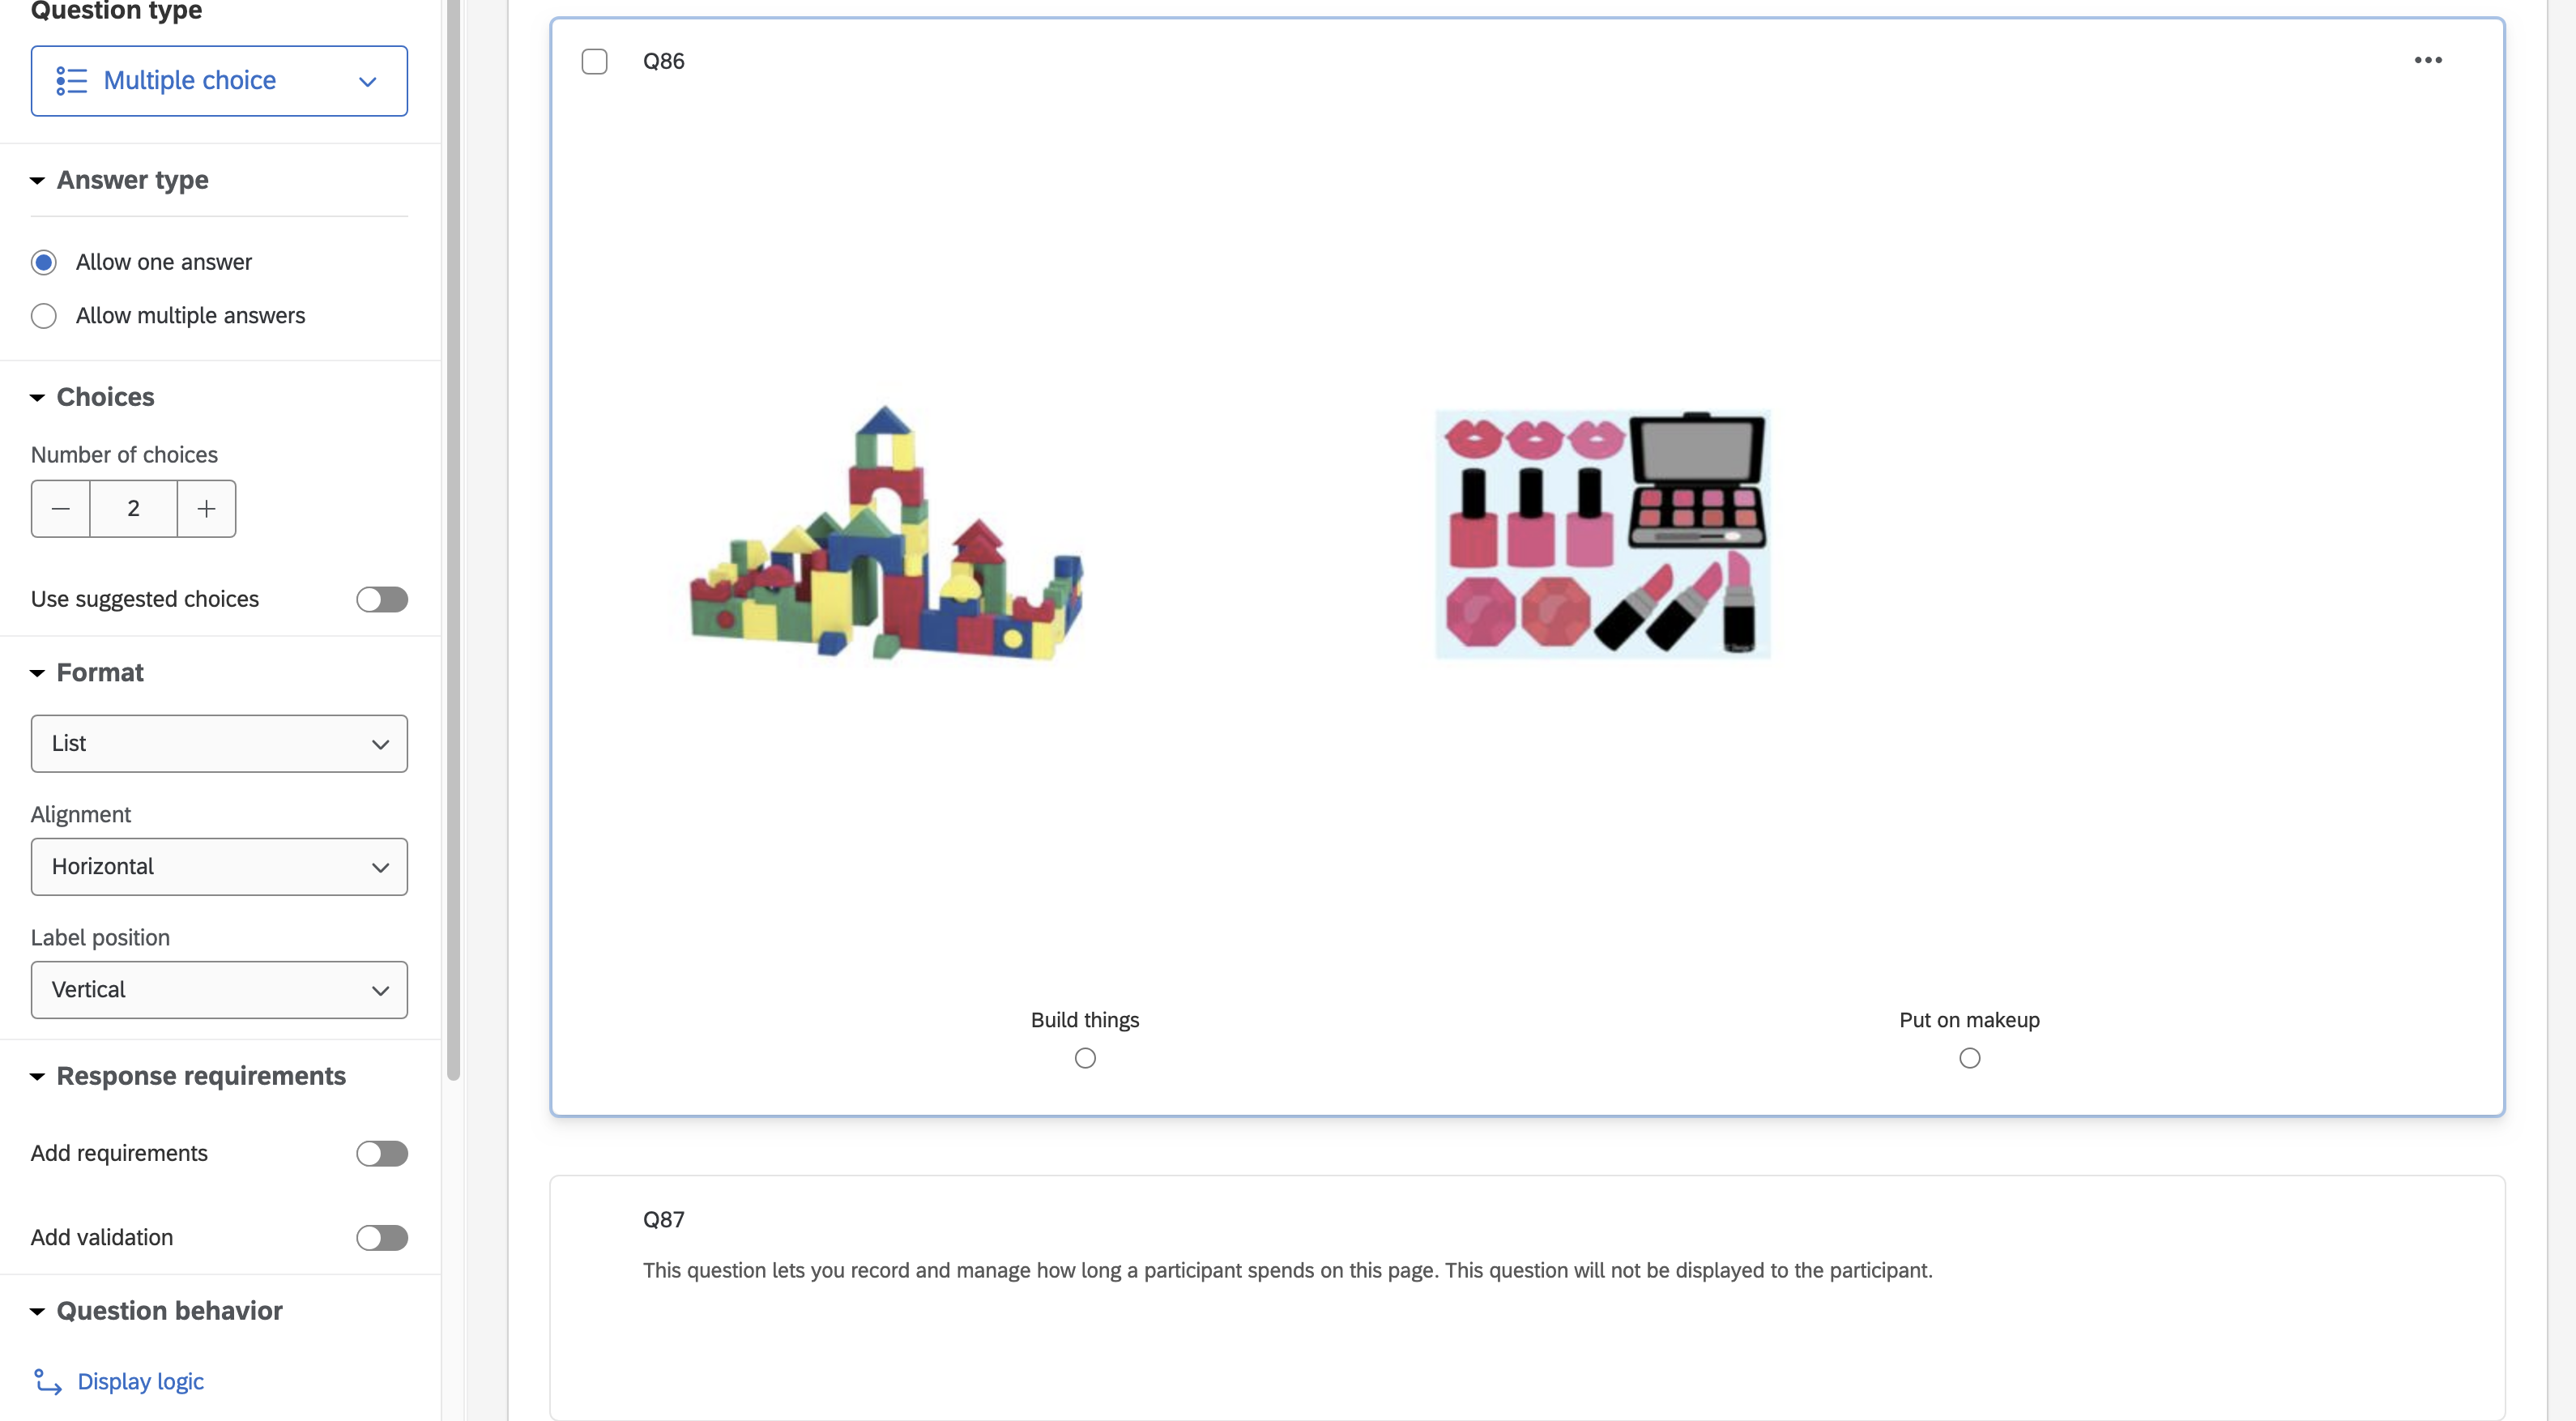 Question type
Multiple choice
Answer type
Allow one answer
Allow multiple answers
Choices
Number of choices
2
Use suggested choices
Format
List
Alignment
Horizontal
Label position
Vertical
Response requirements
Add requirements
Add validation
Question behavior
Display logic
Q86
Build things
Put on makeup
Q87
This question lets you record and manage how long a participant spends on this page. This question will not be displayed to the participant.